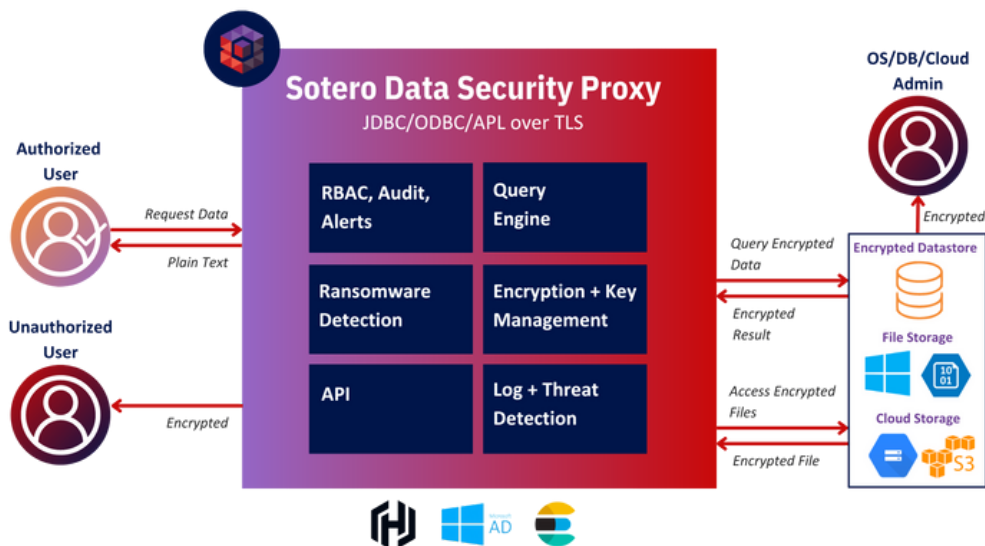 Sotero Data Security Proxy
JDBC/ODBC/APL over TLS
OS/DB/Cloud
Admin
Authorized
User
Request Data
Plain Text
Unauthorized
User
Encrypted
RBAC, Audit,
Alerts
Query
Engine
Ransomware
Detection
Encryption + Key
Management
API
Log + Threat
Detection
Query Encrypted
Data
Encrypted
Result
Access Encrypted
Files
Encrypted File
Encrypted
Encrypted Datastore
File Storage
10
01
Cloud Storage
S3
Microsoft
AD